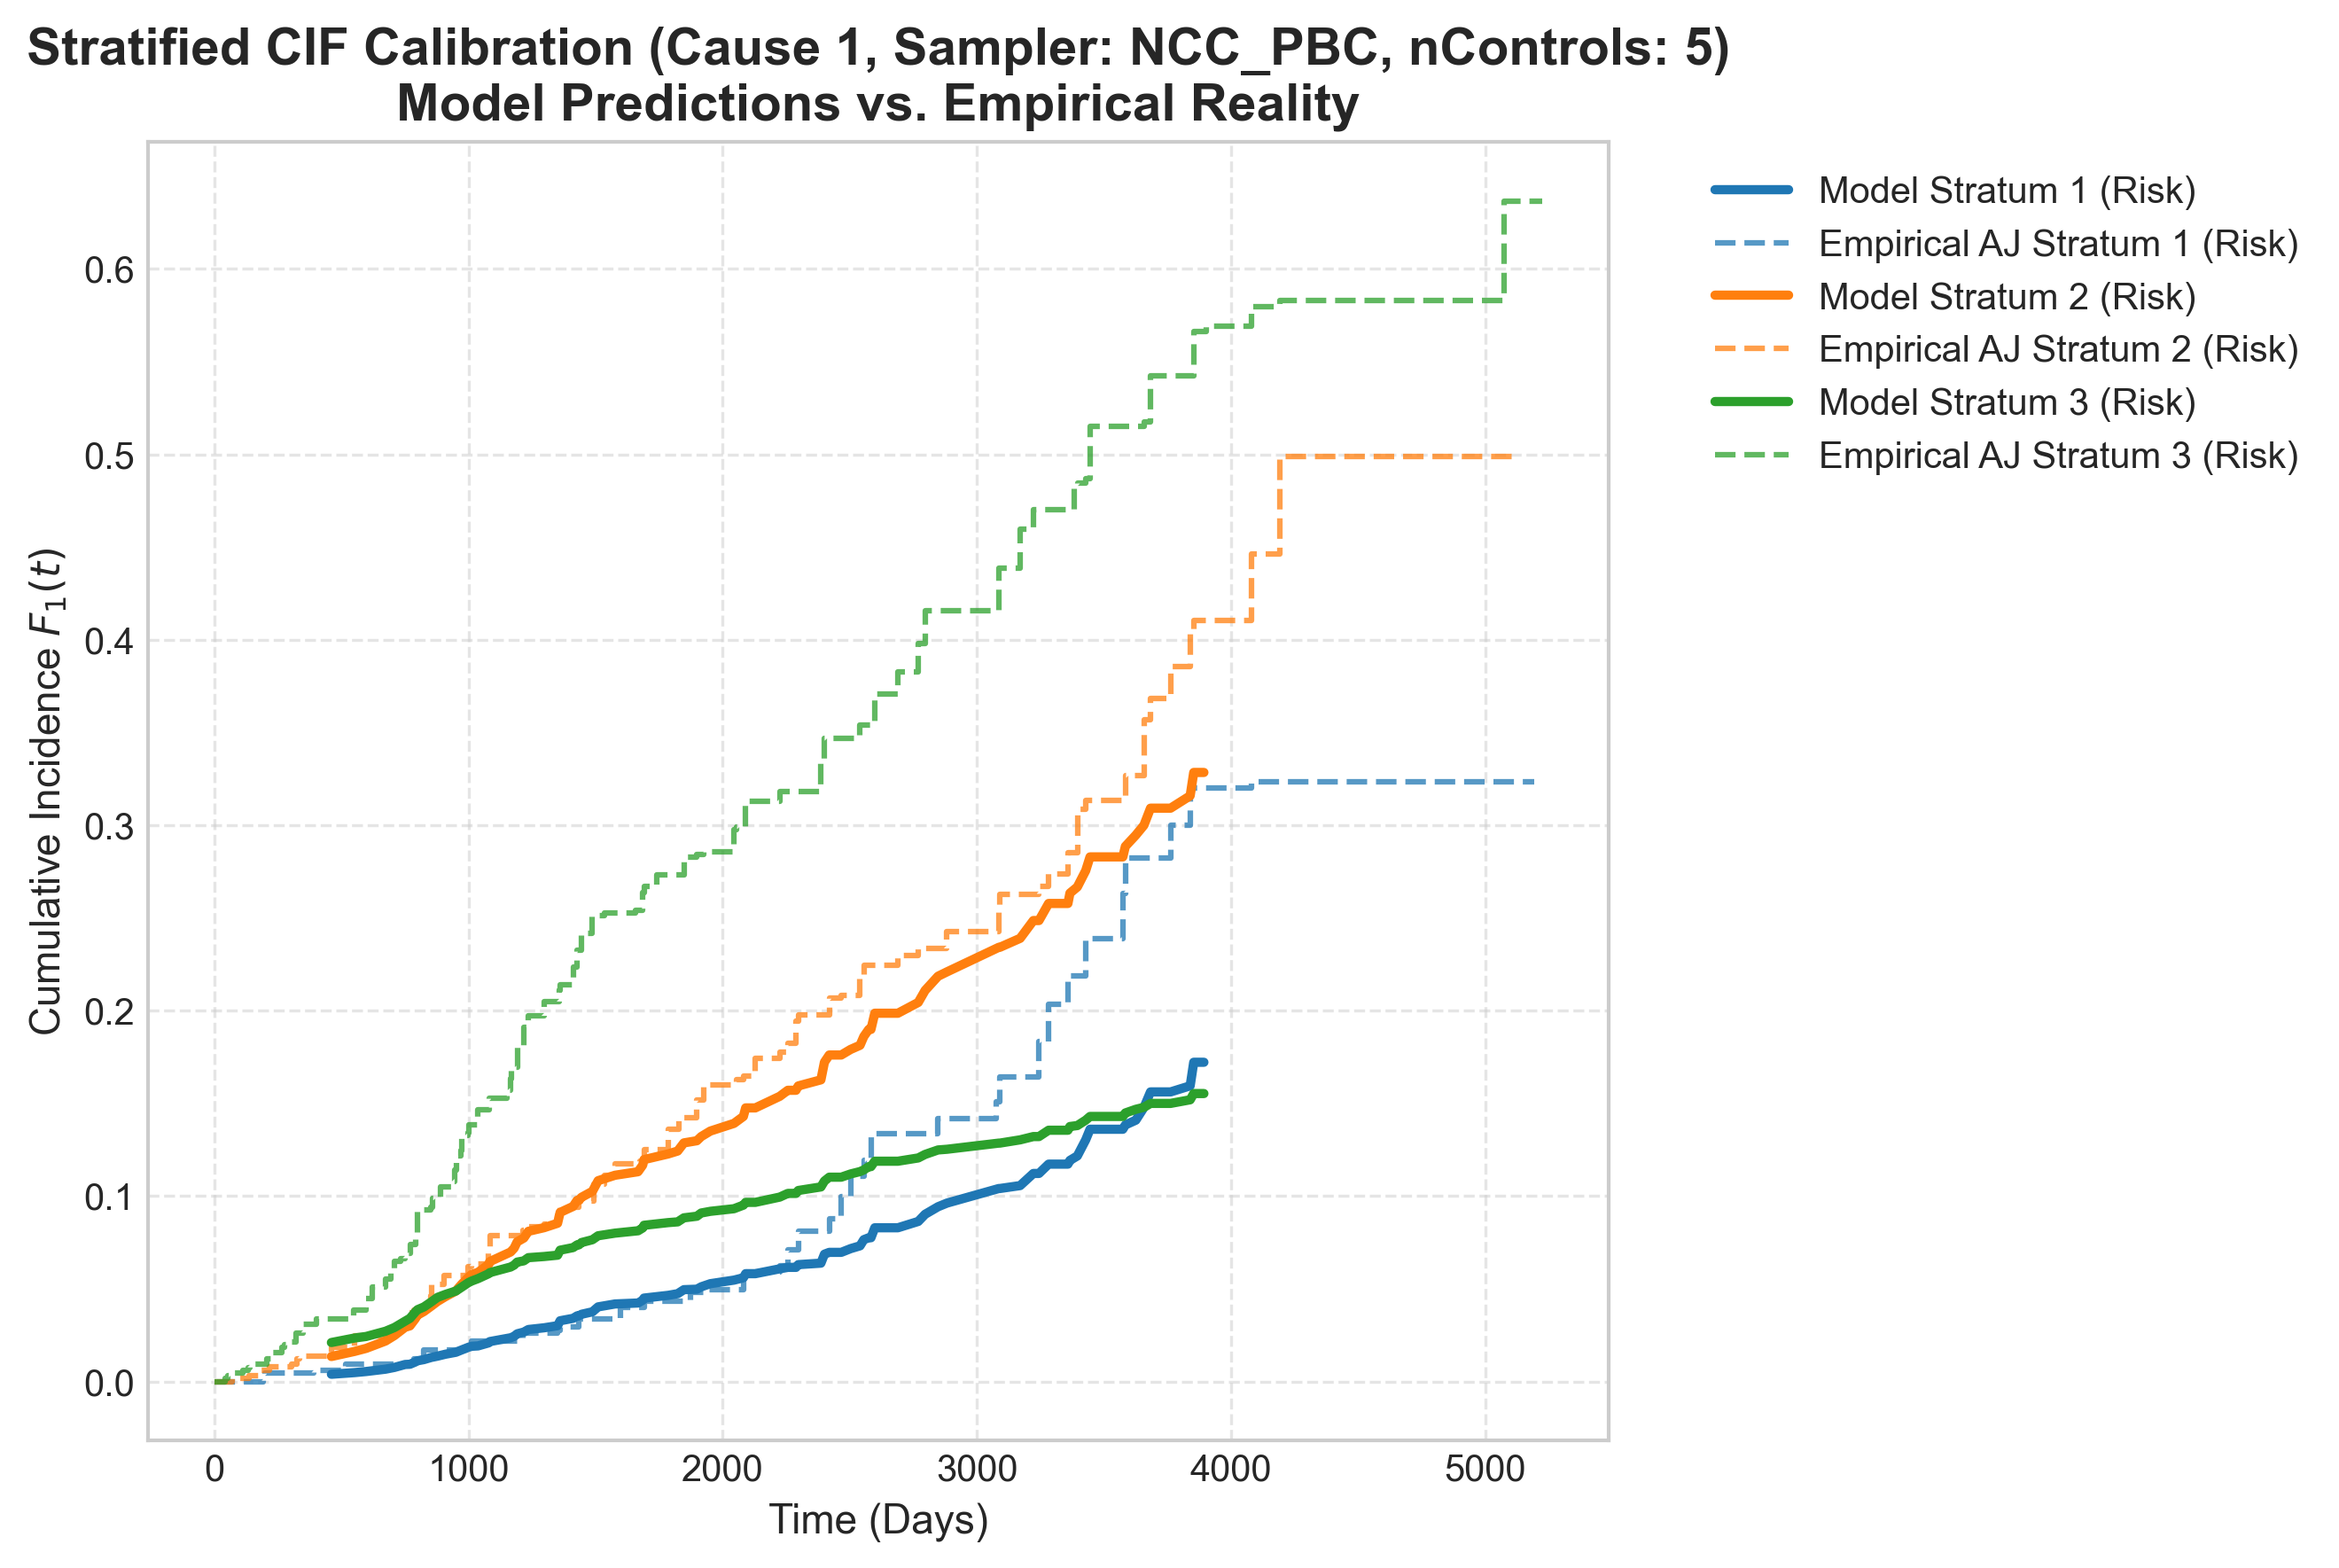 Stratified CIF Calibration (Cause 1, Sampler: NCC_PBC, nControls: 5)
Model Predictions vs. Empirical Reality
Model Stratum 1 (Risk)
Empirical AJ Stratum 1 (Risk)
Model Stratum 2 (Risk)
Empirical AJ Stratum 2 (Risk)
Model Stratum 3 (Risk)
Empirical AJ Stratum 3 (Risk)
Cumulative Incidence F₁(t)
0.6
0.5
0.4
0.3
0.2
0.1
0.0
0 1000 2000 3000 4000 5000
Time (Days)